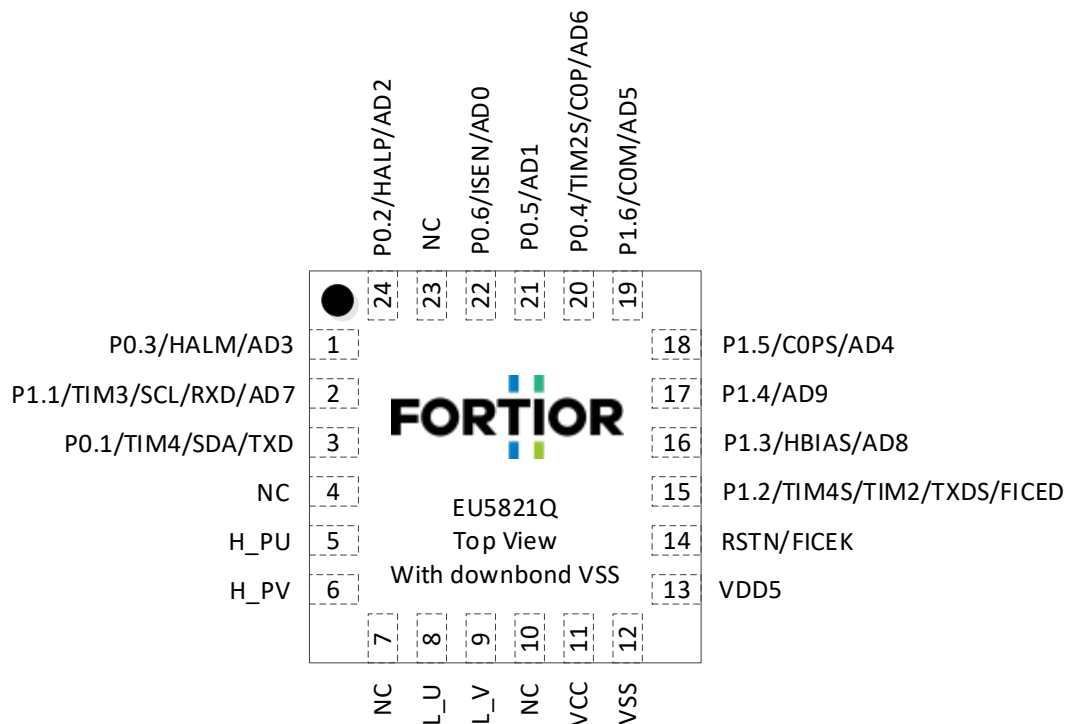 P0.2/HALP/AD2
NC
P0.6/ISEN/AD0
P0.5/AD1
P0.4/TIM2S/C0P/AD6
P1.6/C0M/AD5
24
23
22
21
20
19
P0.3/HALM/AD3 1
P1.1/TIM3/SCL/RXD/AD7 2
P0.1/TIM4/SDA/TXD 3
NC 4
H_PU 5
H_PV 6
FORTIOR
EU5821Q
Top View
With downbond VSS
18 P1.5/C0PS/AD4
17 P1.4/AD9
16 P1.3/HBIAS/AD8
15 P1.2/TIM4S/TIM2/TXDS/FICED
14 RSTN/FICEK
13 VDD5
7
8
9
10
11
12
NC
L_U
L_V
NC
VCC
VSS